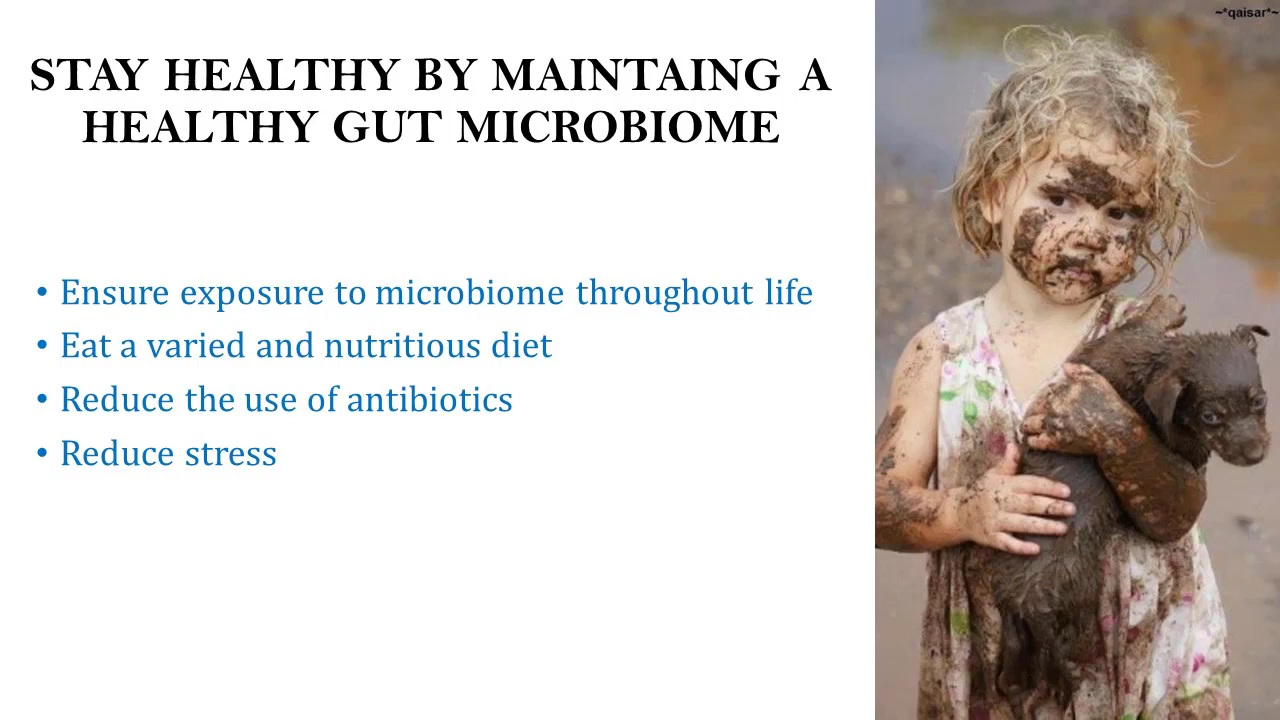 ~*qaisar*~
STAY HEALTHY BY MAINTAING A
HEALTHY GUT MICROBIOME
• Ensure exposure to microbiome throughout life
• Eat a varied and nutritious diet
• Reduce the use of antibiotics
• Reduce stress